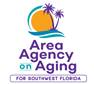 Area
Agency
on Aging
FOR SOUTHWEST FLORIDA